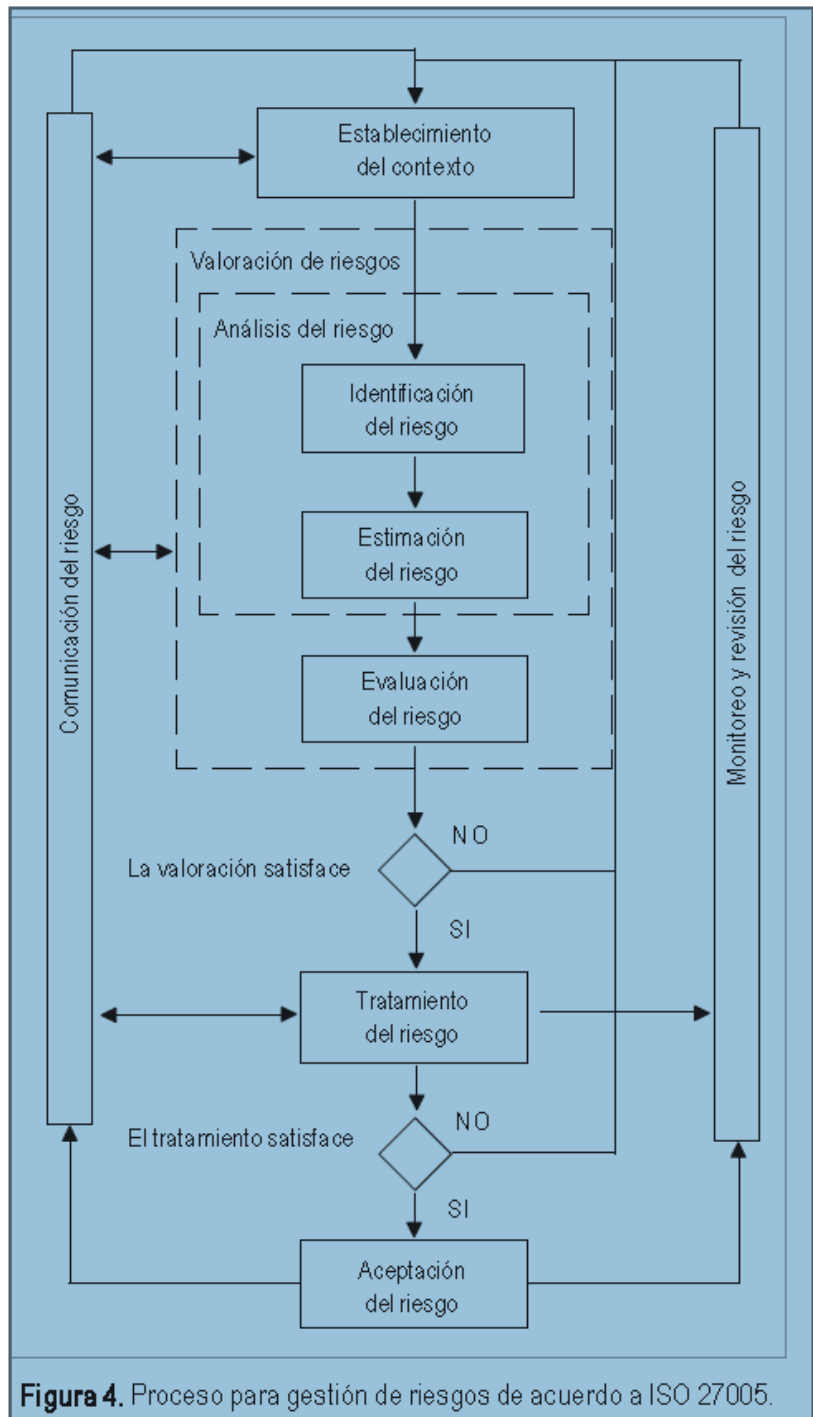 Establecimiento
del contexto
Valoración de riesgos
Análisis del riesgo
Identificación
del riesgo
Estimación
del riesgo
Evaluación
del riesgo
Comunicación del riesgo
Monitoreo y revisión del riesgo
NO
La valoración satisface
SI
Tratamiento
del riesgo
NO
El tratamiento satisface
SI
Aceptación
del riesgo
Figura 4. Proceso para gestión de riesgos de acuerdo a ISO 27005.